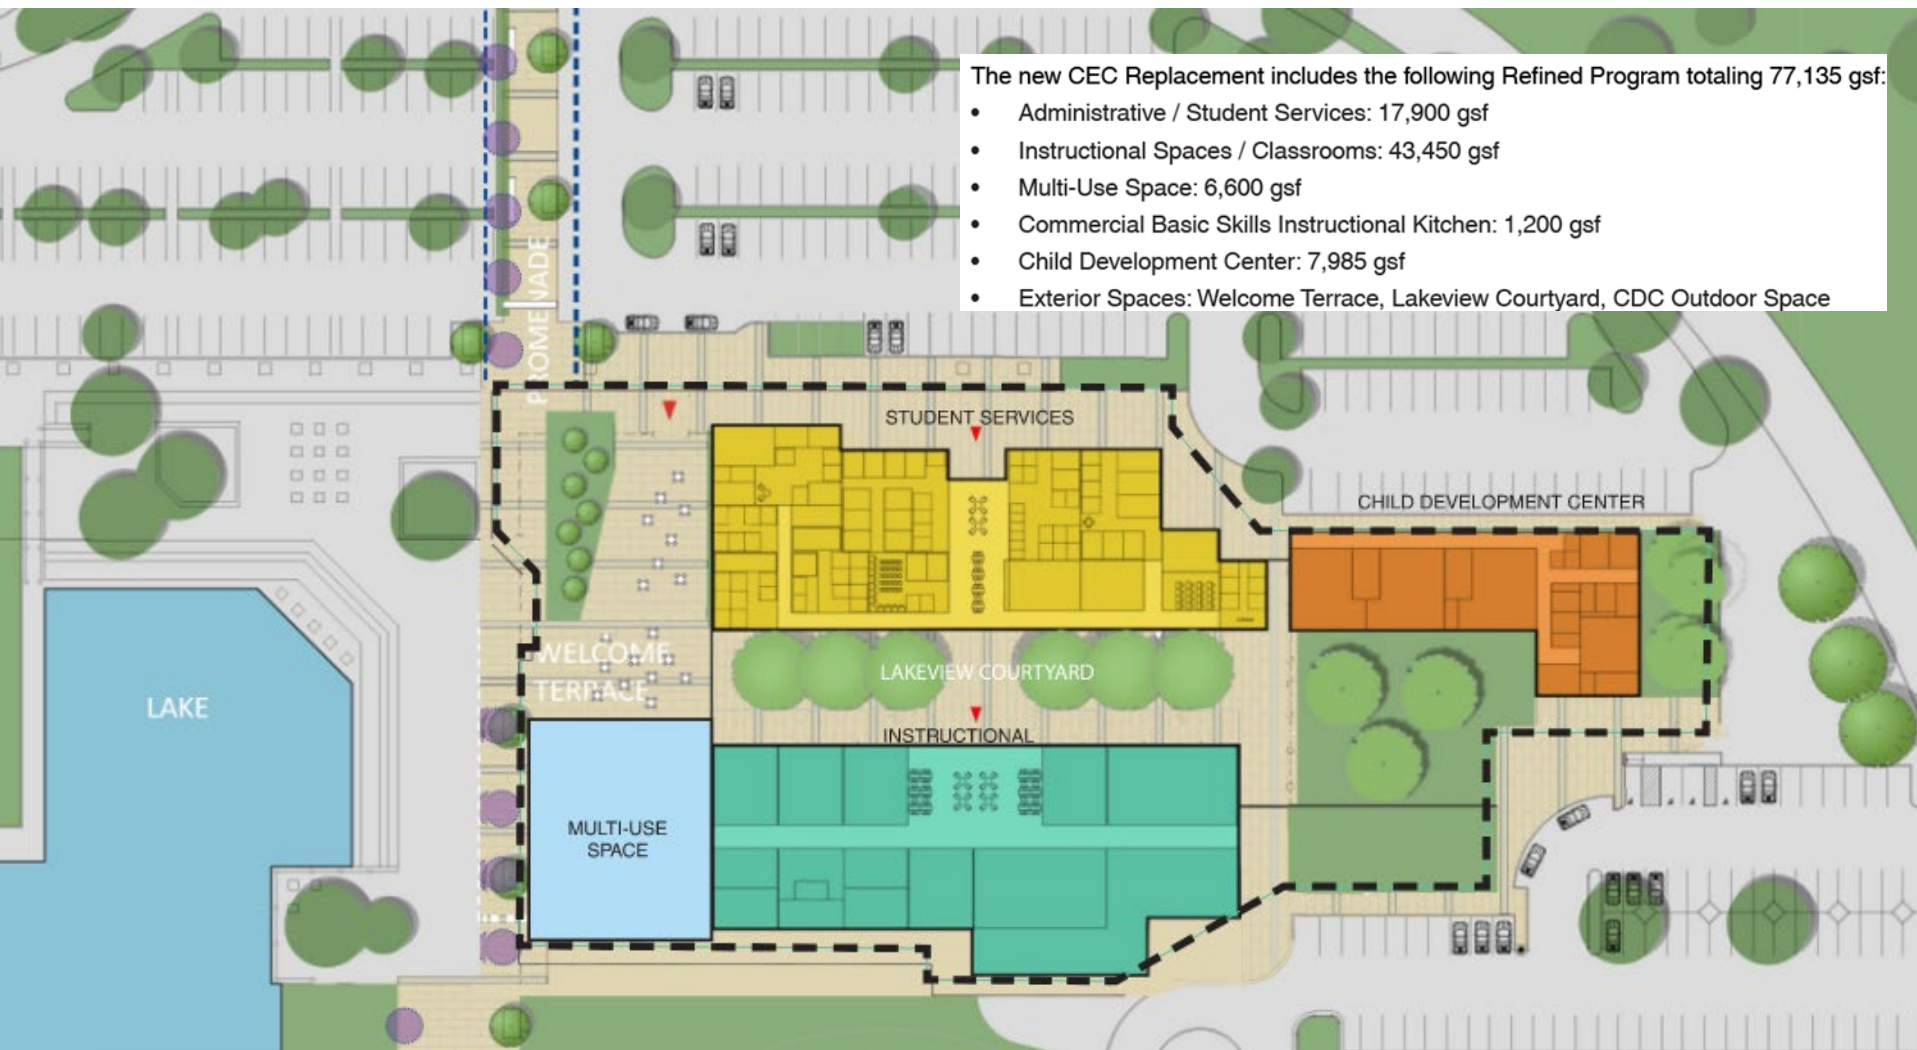 The new CEC Replacement includes the following Refined Program totaling 77,135 gsf:
• Administrative / Student Services: 17,900 gsf
• Instructional Spaces / Classrooms: 43,450 gsf
• Multi-Use Space: 6,600 gsf
• Commercial Basic Skills Instructional Kitchen: 1,200 gsf
• Child Development Center: 7,985 gsf
• Exterior Spaces: Welcome Terrace, Lakeview Courtyard, CDC Outdoor Space
PROMENADE
STUDENT SERVICES
CHILD DEVELOPMENT CENTER
WELCOME
TERRACE
LAKEVIEW COURTYARD
LAKE
INSTRUCTIONAL
MULTI-USE
SPACE